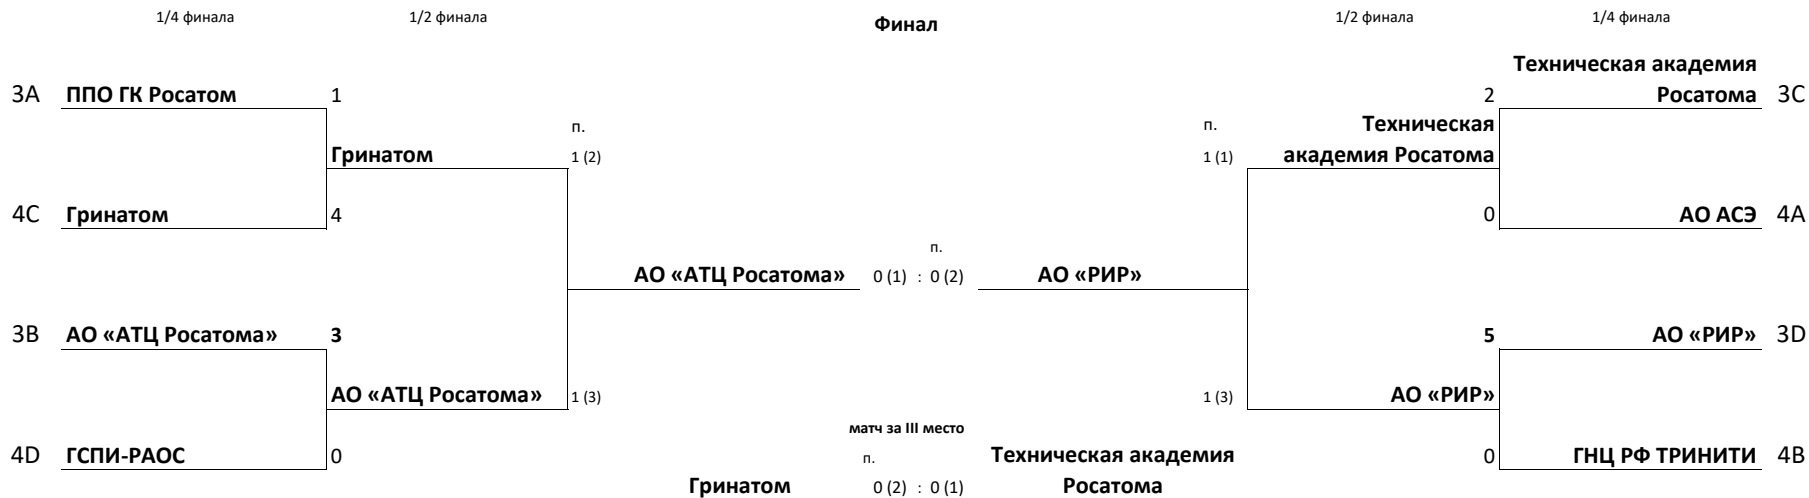 1/4 финала 1/2 финала Финал 1/2 финала 1/4 финала
Техническая академия
3A ППО ГК Росатом 1 2 Росатома 3C
п. п. Техническая
Гринатом 1 (2) 1 (1) академия Росатома
4C Гринатом 4 0 АО АСЭ 4A
п.
АО «АТЦ Росатома» 0 (1) : 0 (2) АО «РИР»
3B АО «АТЦ Росатома» 3 5 АО «РИР» 3D
АО «АТЦ Росатома» 1 (3) 1 (3) АО «РИР»
матч за III место
4D ГСПИ-РАОС 0 п. Техническая академия 0 ГНЦ РФ ТРИНИТИ 4B
Гринатом 0 (2) : 0 (1) Росатома